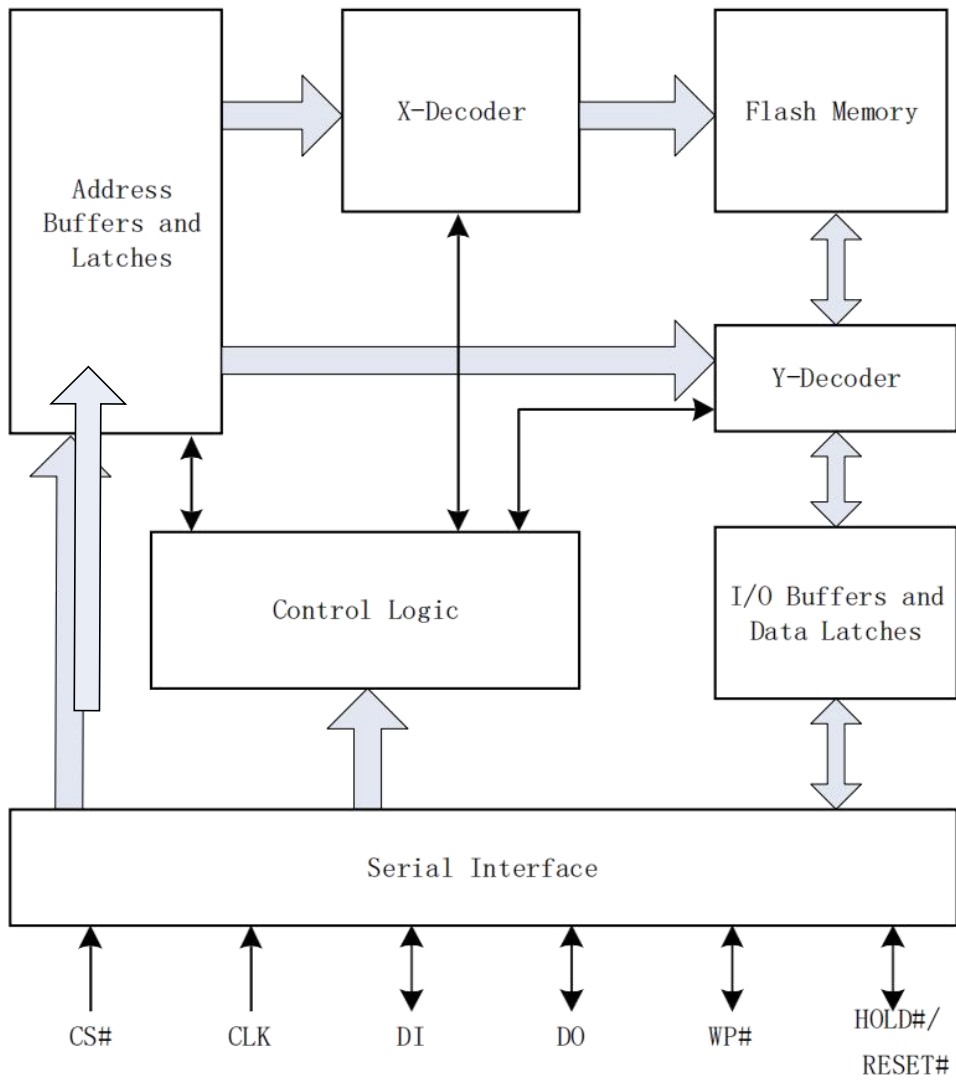 X-Decoder
Flash Memory
Address
Buffers and
Latches
Y-Decoder
Control Logic
I/O Buffers and
Data Latches
Serial Interface
CS#
CLK
DI
DO
WP#
HOLD#/
RESET#